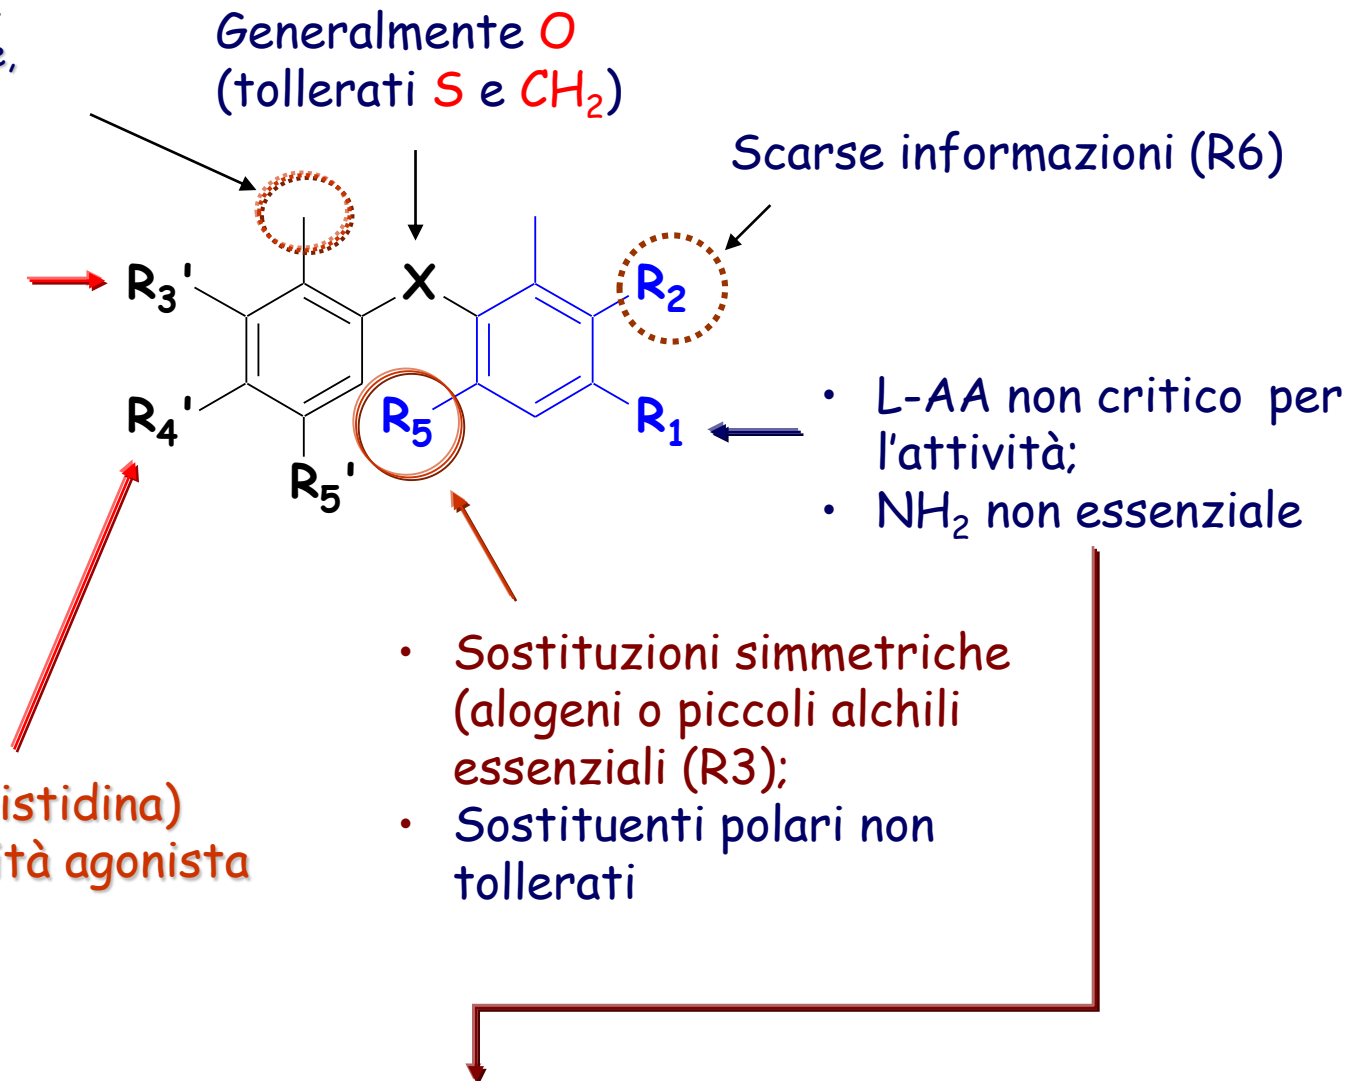 Generalmente O
(tollerati S e CH₂)
Scarse informazioni (R6)
R₃'
X
R₂
R₄'
R₅
R₁
R₅'
• L-AA non critico per
l'attività;
• NH₂ non essenziale
• Sostituzioni simmetriche
(alogeni o piccoli alchili
essenziali (R3);
• Sostituenti polari non
tollerati
istidina)
ità agonista